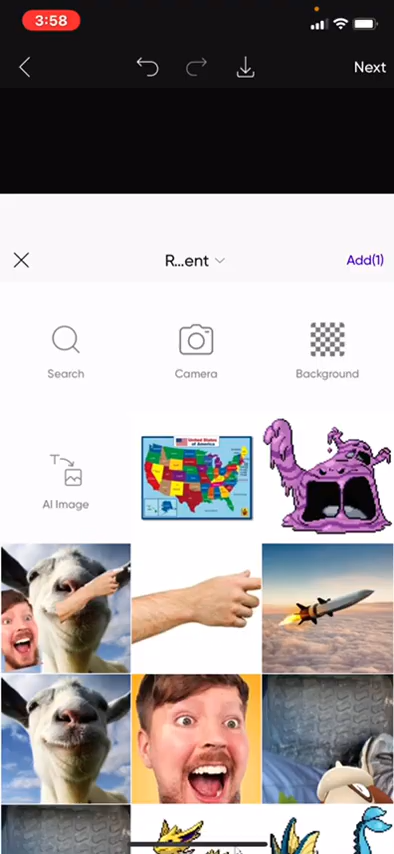 3:58
Next
R...ent
Add(1)
Search
Camera
Background
T
AI Image
United States
of America